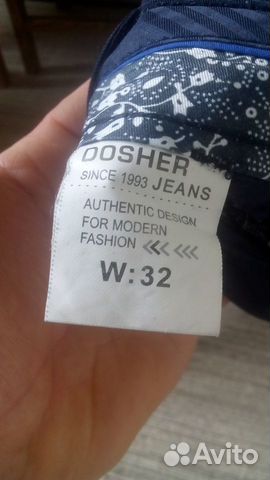 DOSHER
SINCE 1993 JEANS
AUTHENTIC DESIGN
FOR MODERN
FASHION
W: 32
Avito